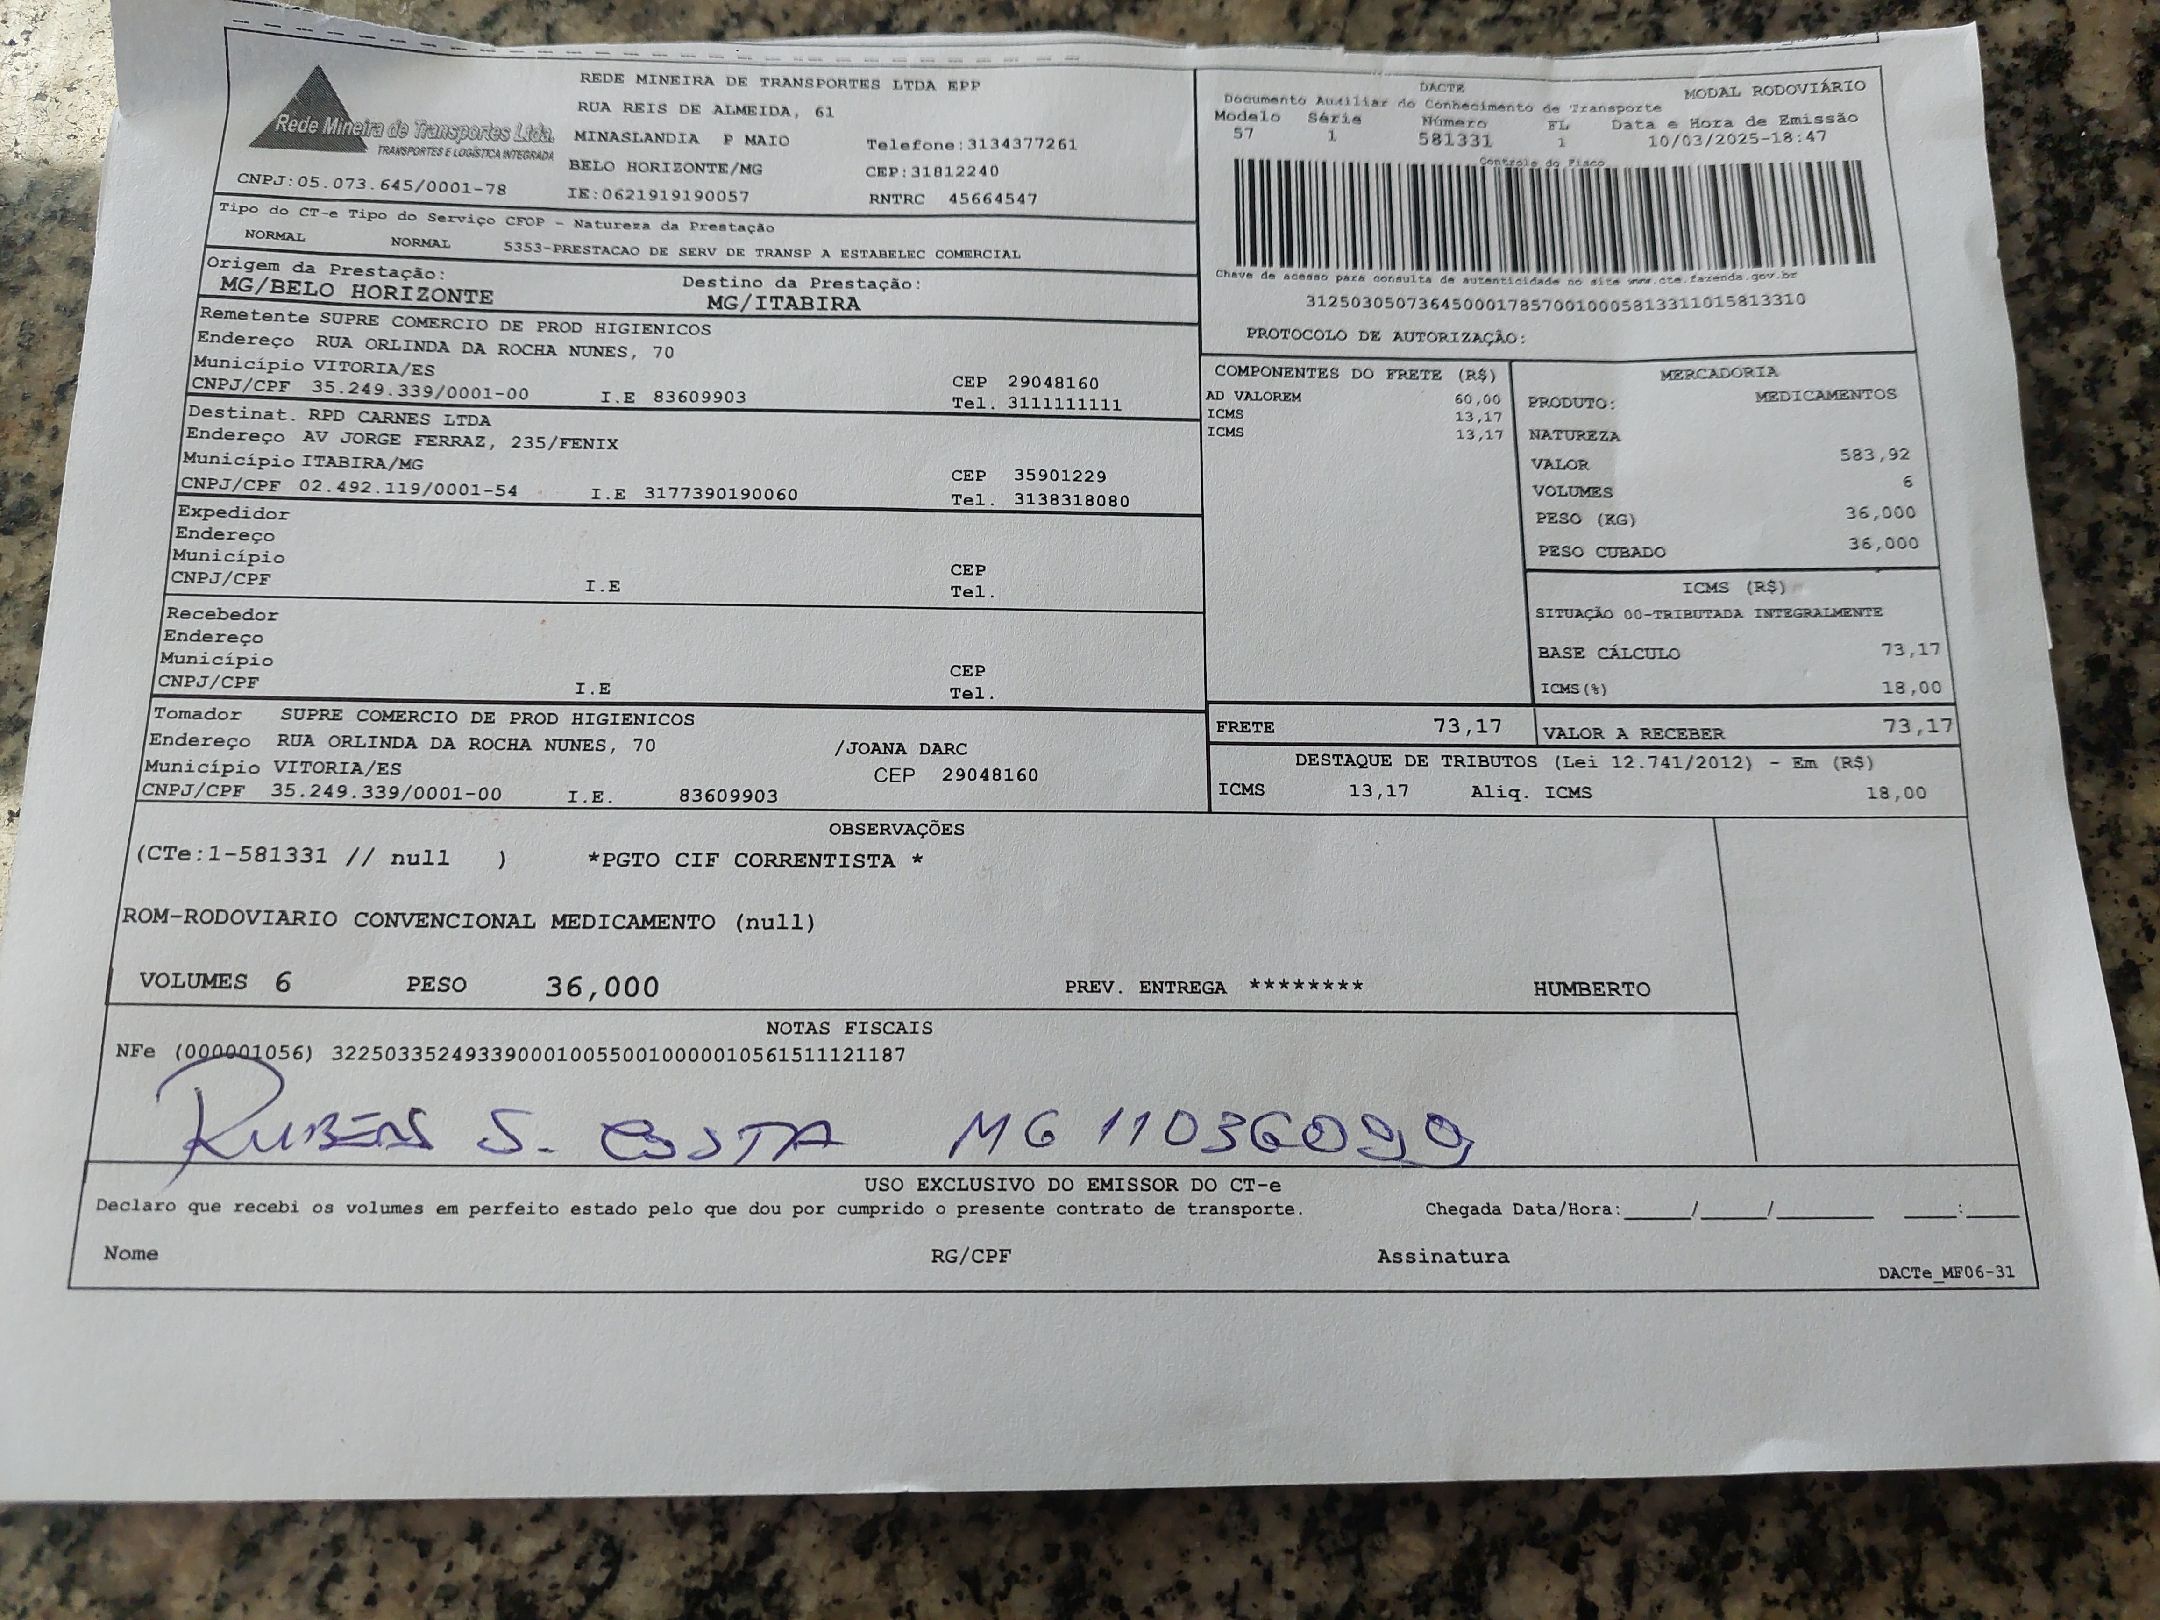 Rede Mineira de Transportes Ltda.
TRANSPORTES E LOGÍSTICA INTEGRADA
CNPJ:05.073.645/0001-78
REDE MINEIRA DE TRANSPORTES LTDA EPP
RUA REIS DE ALMEIDA, 61
MINASLANDIA P MAIO Telefone:3134377261
BELO HORIZONTE/MG CEP:31812240
IE:0621919190057 RNTRC 45664547
DACTE MODAL RODOVIÁRIO
Documento Auxiliar do Conhecimento de Transporte
Modelo Série Número FL Data e Hora de Emissão
57 1 581331 1 10/03/2025-18:47
Controle do Fisco
Chave de acesso para consulta de autenticidade no site www.cte.fazenda.gov.br
31250305073645000178570010005813311015813310
PROTOCOLO DE AUTORIZAÇÃO:
Tipo do CT-e Tipo do Serviço CFOP - Natureza da Prestação
NORMAL NORMAL 5353-PRESTACAO DE SERV DE TRANSP A ESTABELEC COMERCIAL
Origem da Prestação: Destino da Prestação:
MG/BELO HORIZONTE MG/ITABIRA
Remetente SUPRE COMERCIO DE PROD HIGIENICOS
Endereço RUA ORLINDA DA ROCHA NUNES, 70
Município VITORIA/ES CEP 29048160
CNPJ/CPF 35.249.339/0001-00 I.E 83609903 Tel. 3111111111
Destinat. RPD CARNES LTDA
Endereço AV JORGE FERRAZ, 235/FENIX
Município ITABIRA/MG CEP 35901229
CNPJ/CPF 02.492.119/0001-54 I.E 3177390190060 Tel. 3138318080
Expedidor
Endereço
Município CEP
CNPJ/CPF I.E Tel.
Recebedor
Endereço
Município CEP
CNPJ/CPF I.E Tel.
Tomador SUPRE COMERCIO DE PROD HIGIENICOS
Endereço RUA ORLINDA DA ROCHA NUNES, 70 /JOANA DARC
Município VITORIA/ES CEP 29048160
CNPJ/CPF 35.249.339/0001-00 I.E. 83609903
COMPONENTES DO FRETE (R$)
AD VALOREM 60,00
ICMS 13,17
ICMS 13,17
MERCADORIA
PRODUTO: MEDICAMENTOS
NATUREZA
VALOR 583,92
VOLUMES 6
PESO (KG) 36,000
PESO CUBADO 36,000
ICMS (R$)
SITUAÇÃO 00-TRIBUTADA INTEGRALMENTE
BASE CÁLCULO 73,17
ICMS(%) 18,00
FRETE 73,17 VALOR A RECEBER 73,17
DESTAQUE DE TRIBUTOS (Lei 12.741/2012) - Em (R$)
ICMS 13,17 Aliq. ICMS 18,00
OBSERVAÇÕES
(CTe:1-581331 // null ) *PGTO CIF CORRENTISTA *
ROM-RODOVIARIO CONVENCIONAL MEDICAMENTO (null)
VOLUMES 6 PESO 36,000 PREV. ENTREGA ******** HUMBERTO
NOTAS FISCAIS
NFe (000001056) 32250335249339000100550010000010561511121187
RUBENS S. COSTA MG 11036099
USO EXCLUSIVO DO EMISSOR DO CT-e
Declaro que recebi os volumes em perfeito estado pelo que dou por cumprido o presente contrato de transporte. Chegada Data/Hora:_____/_____/_______ ____:____
Nome RG/CPF Assinatura
DACTe_MF06-31